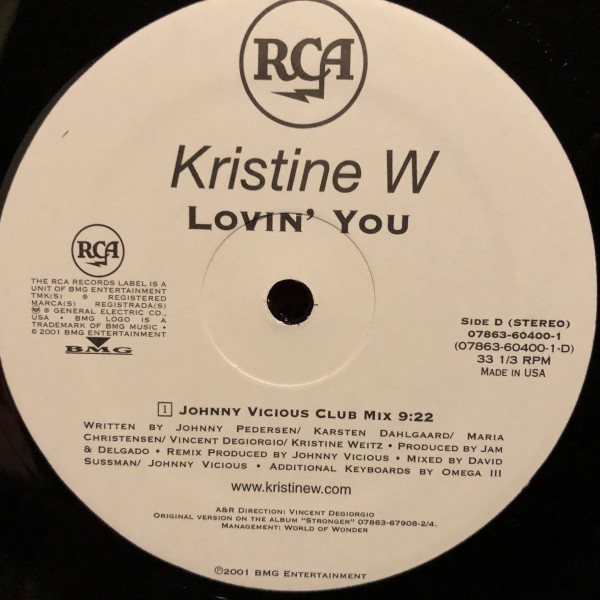 RCA
Kristine W
LOVIN' YOU
RCA
THE RCA RECORDS LABEL IS A
UNIT OF BMG ENTERTAINMENT
TMK(S) ® REGISTERED
MARCA(S) REGISTRADA(S)
® GENERAL ELECTRIC CO.,
USA • BMG LOGO IS A
TRADEMARK OF BMG MUSIC •
© 2001 BMG ENTERTAINMENT
BMG
SIDE D (STEREO)
07863-60400-1
(07863-60400-1-D)
33 1/3 RPM
MADE IN USA
1 JOHNNY VICIOUS CLUB MIX 9:22
WRITTEN BY JOHNNY PEDERSEN/ KARSTEN DAHLGAARD/ MARIA
CHRISTENSEN/ VINCENT DEGIORGIO/ KRISTINE WEITZ • PRODUCED BY JAM
& DELGADO • REMIX PRODUCED BY JOHNNY VICIOUS • MIXED BY DAVID
SUSSMAN/ JOHNNY VICIOUS • ADDITIONAL KEYBOARDS BY OMEGA III
www.kristinew.com
A&R DIRECTION: VINCENT DEGIORGIO
ORIGINAL VERSION ON THE ALBUM "STRONGER" 07863-67908-2/4.
MANAGEMENT: WORLD OF WONDER
℗2001 BMG ENTERTAINMENT